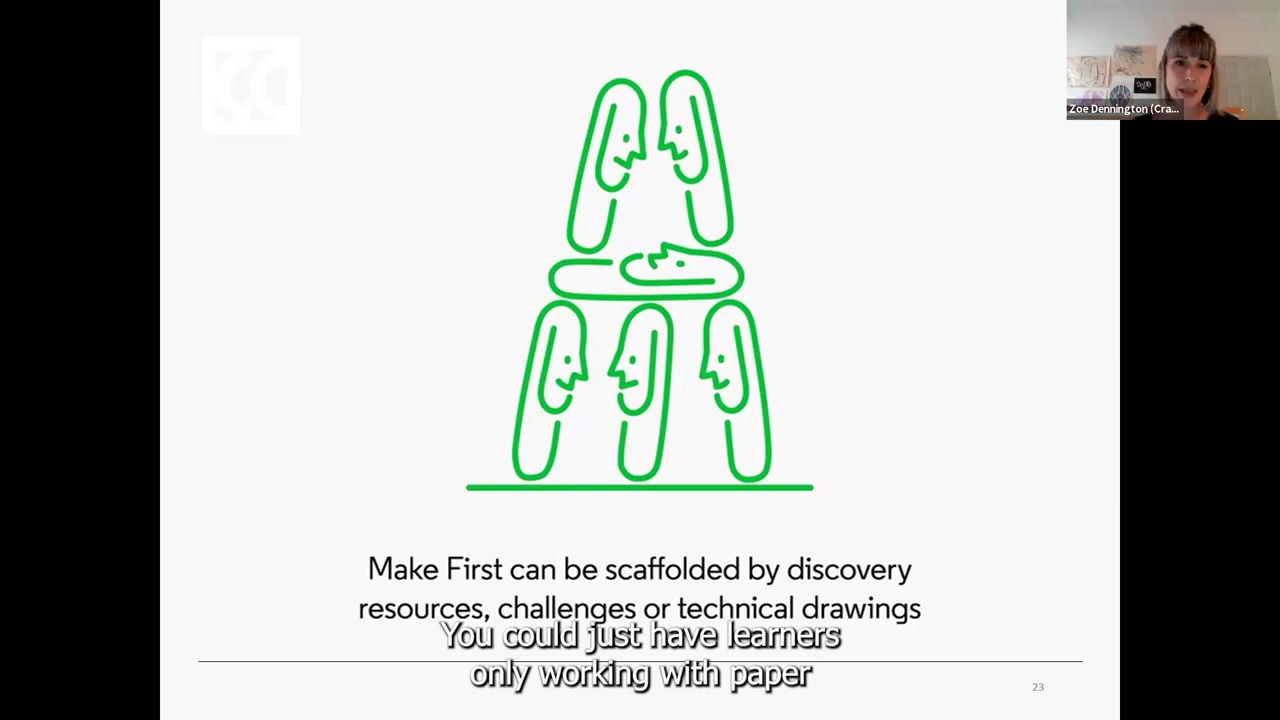 Zoe Dennington (Cra...
Make First can be scaffolded by discovery
resources, challenges or technical drawings
You could just have learners
only working with paper
23